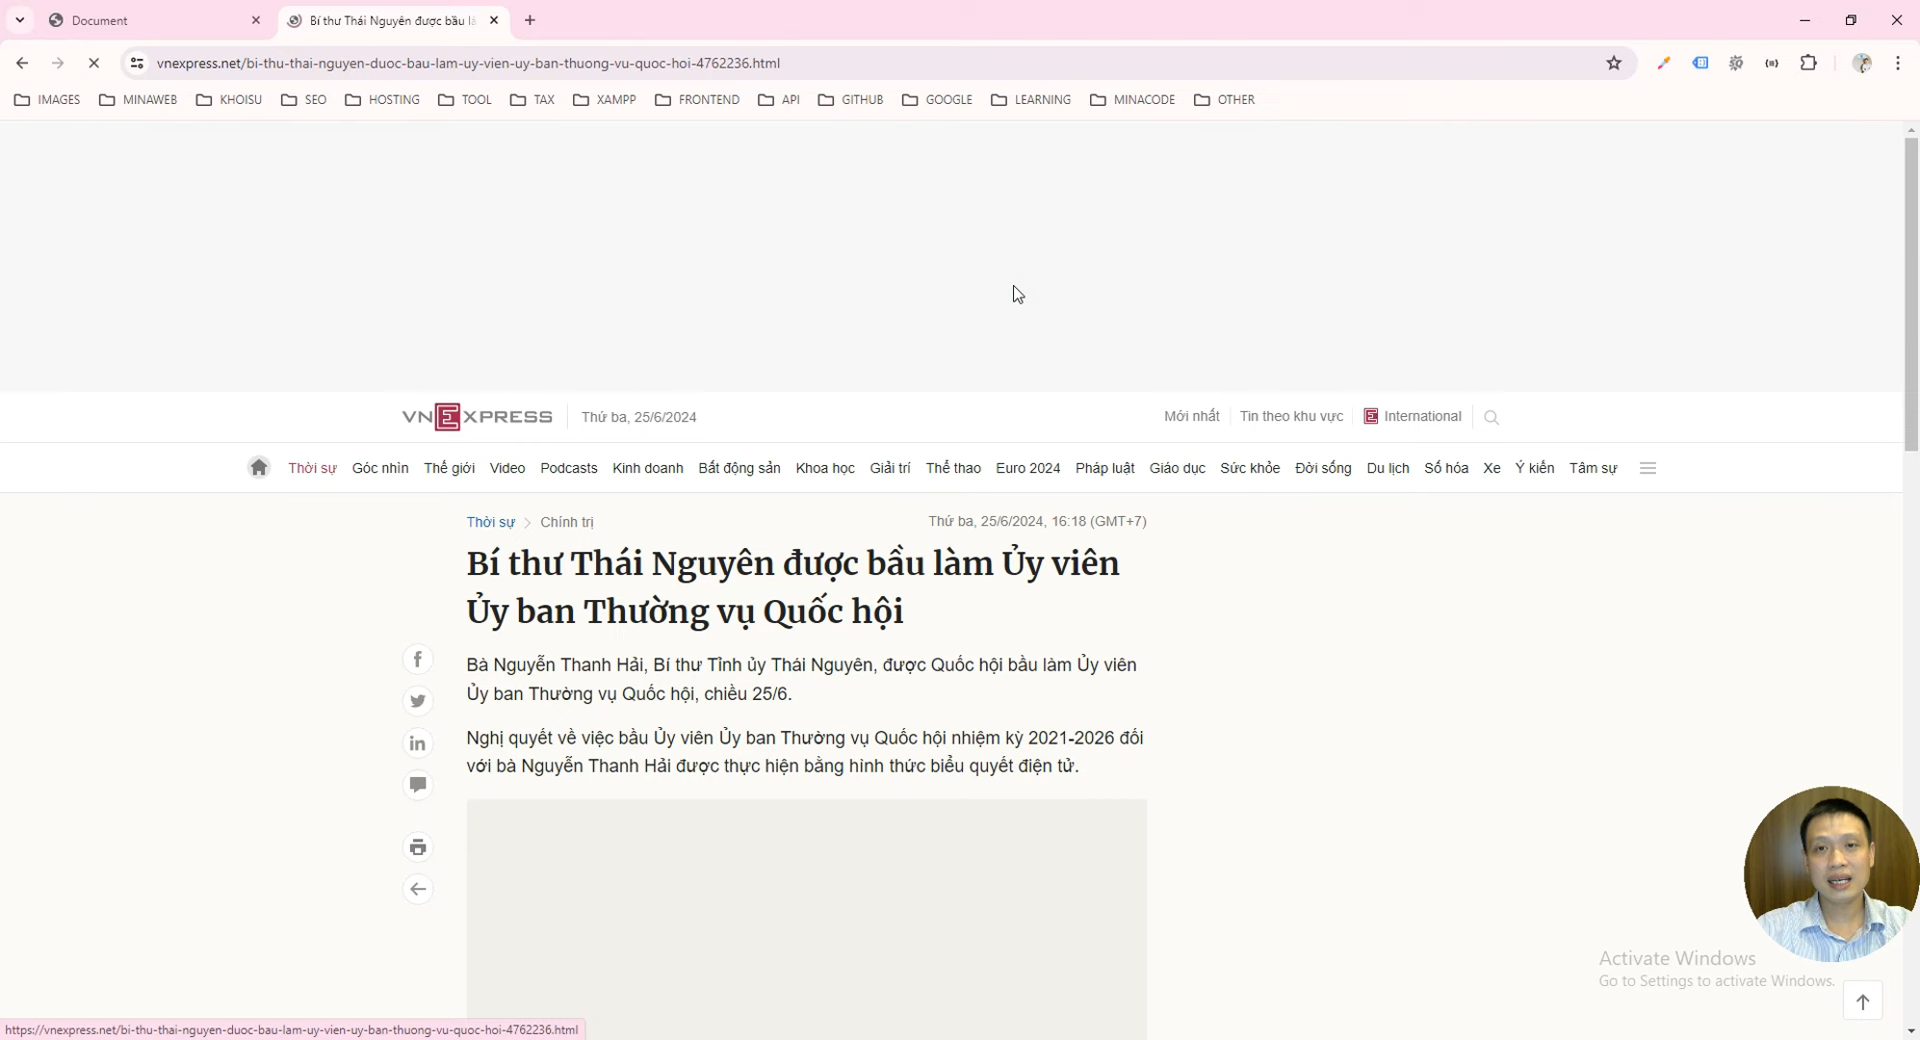 Document
Bí thư Thái Nguyên được bầu là
vnexpress.net/bi-thu-thai-nguyen-duoc-bau-lam-uy-vien-uy-ban-thuong-vu-quoc-hoi-4762236.html
IMAGES MINAWEB KHOISU SEO HOSTING TOOL TAX XAMPP FRONTEND API GITHUB GOOGLE LEARNING MINACODE OTHER
VNEXPRESS Thứ ba, 25/6/2024 Mới nhất Tin theo khu vực E International
Thời sự Góc nhìn Thế giới Video Podcasts Kinh doanh Bất động sản Khoa học Giải trí Thể thao Euro 2024 Pháp luật Giáo dục Sức khỏe Đời sống Du lịch Số hóa Xe Ý kiến Tâm sự
Thời sự > Chính trị Thứ ba, 25/6/2024, 16:18 (GMT+7)
Bí thư Thái Nguyên được bầu làm Ủy viên
Ủy ban Thường vụ Quốc hội
Bà Nguyễn Thanh Hải, Bí thư Tỉnh ủy Thái Nguyên, được Quốc hội bầu làm Ủy viên
Ủy ban Thường vụ Quốc hội, chiều 25/6.
Nghị quyết về việc bầu Ủy viên Ủy ban Thường vụ Quốc hội nhiệm kỳ 2021-2026 đối
với bà Nguyễn Thanh Hải được thực hiện bằng hình thức biểu quyết điện tử.
Activate Windows
Go to Settings to activate Windows.
https://vnexpress.net/bi-thu-thai-nguyen-duoc-bau-lam-uy-vien-uy-ban-thuong-vu-quoc-hoi-4762236.html